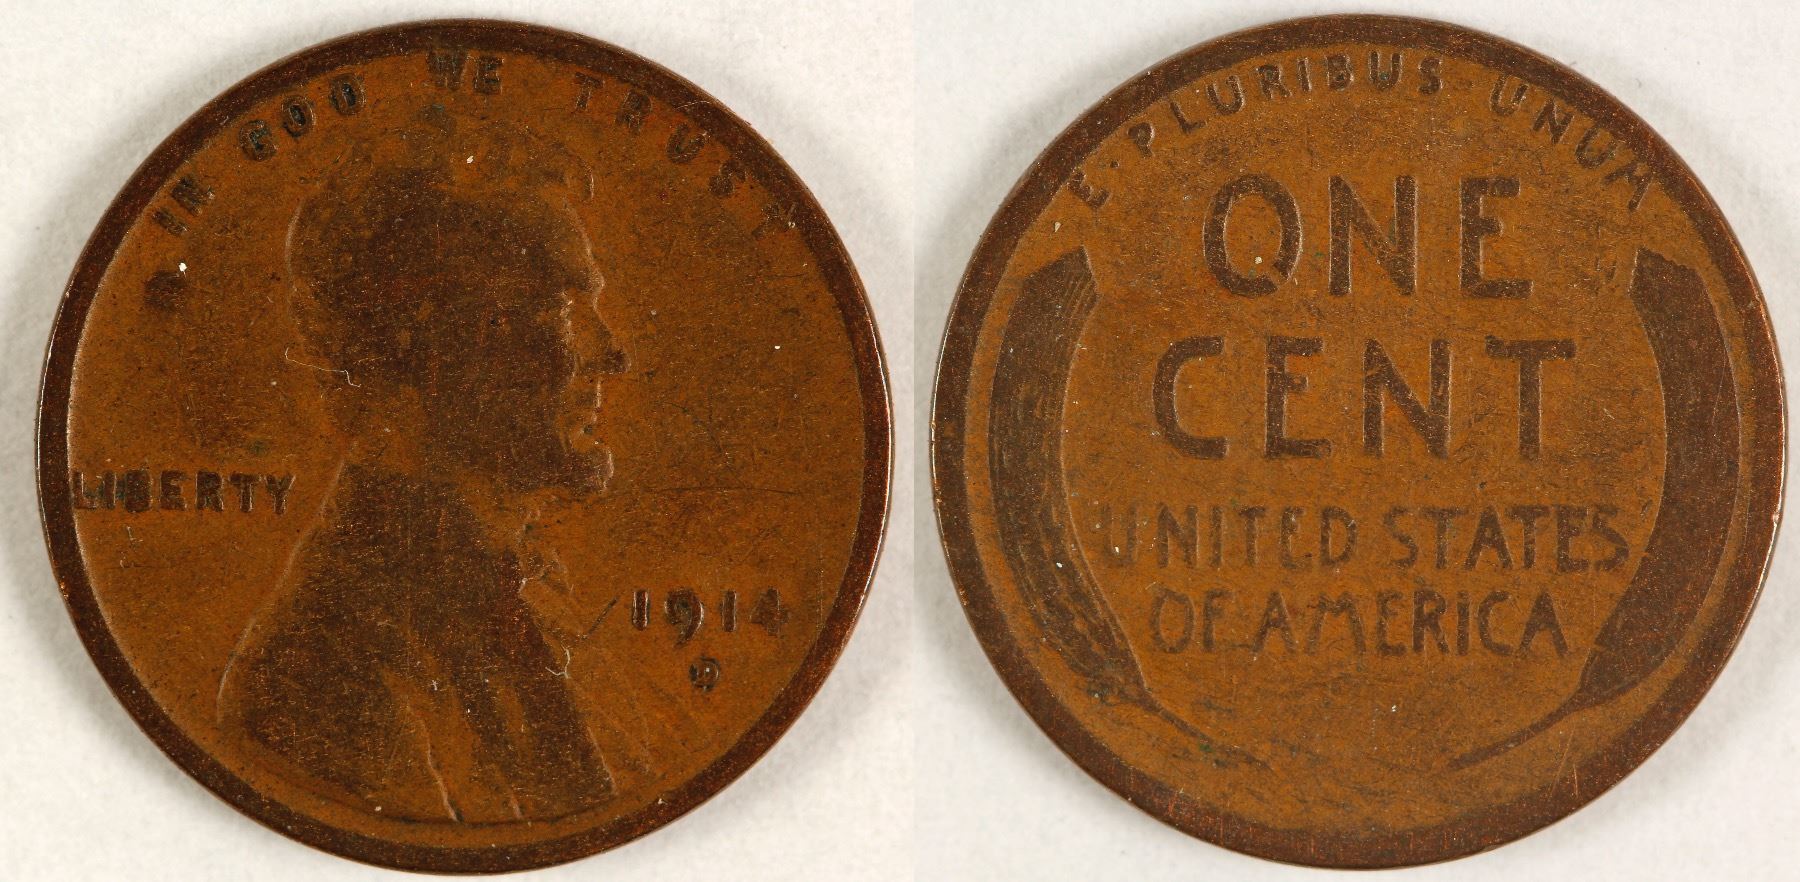 IN GOD WE TRUST
LIBERTY
1914
D
E·PLURIBUS UNUM
ONE
CENT
UNITED STATES
OF AMERICA